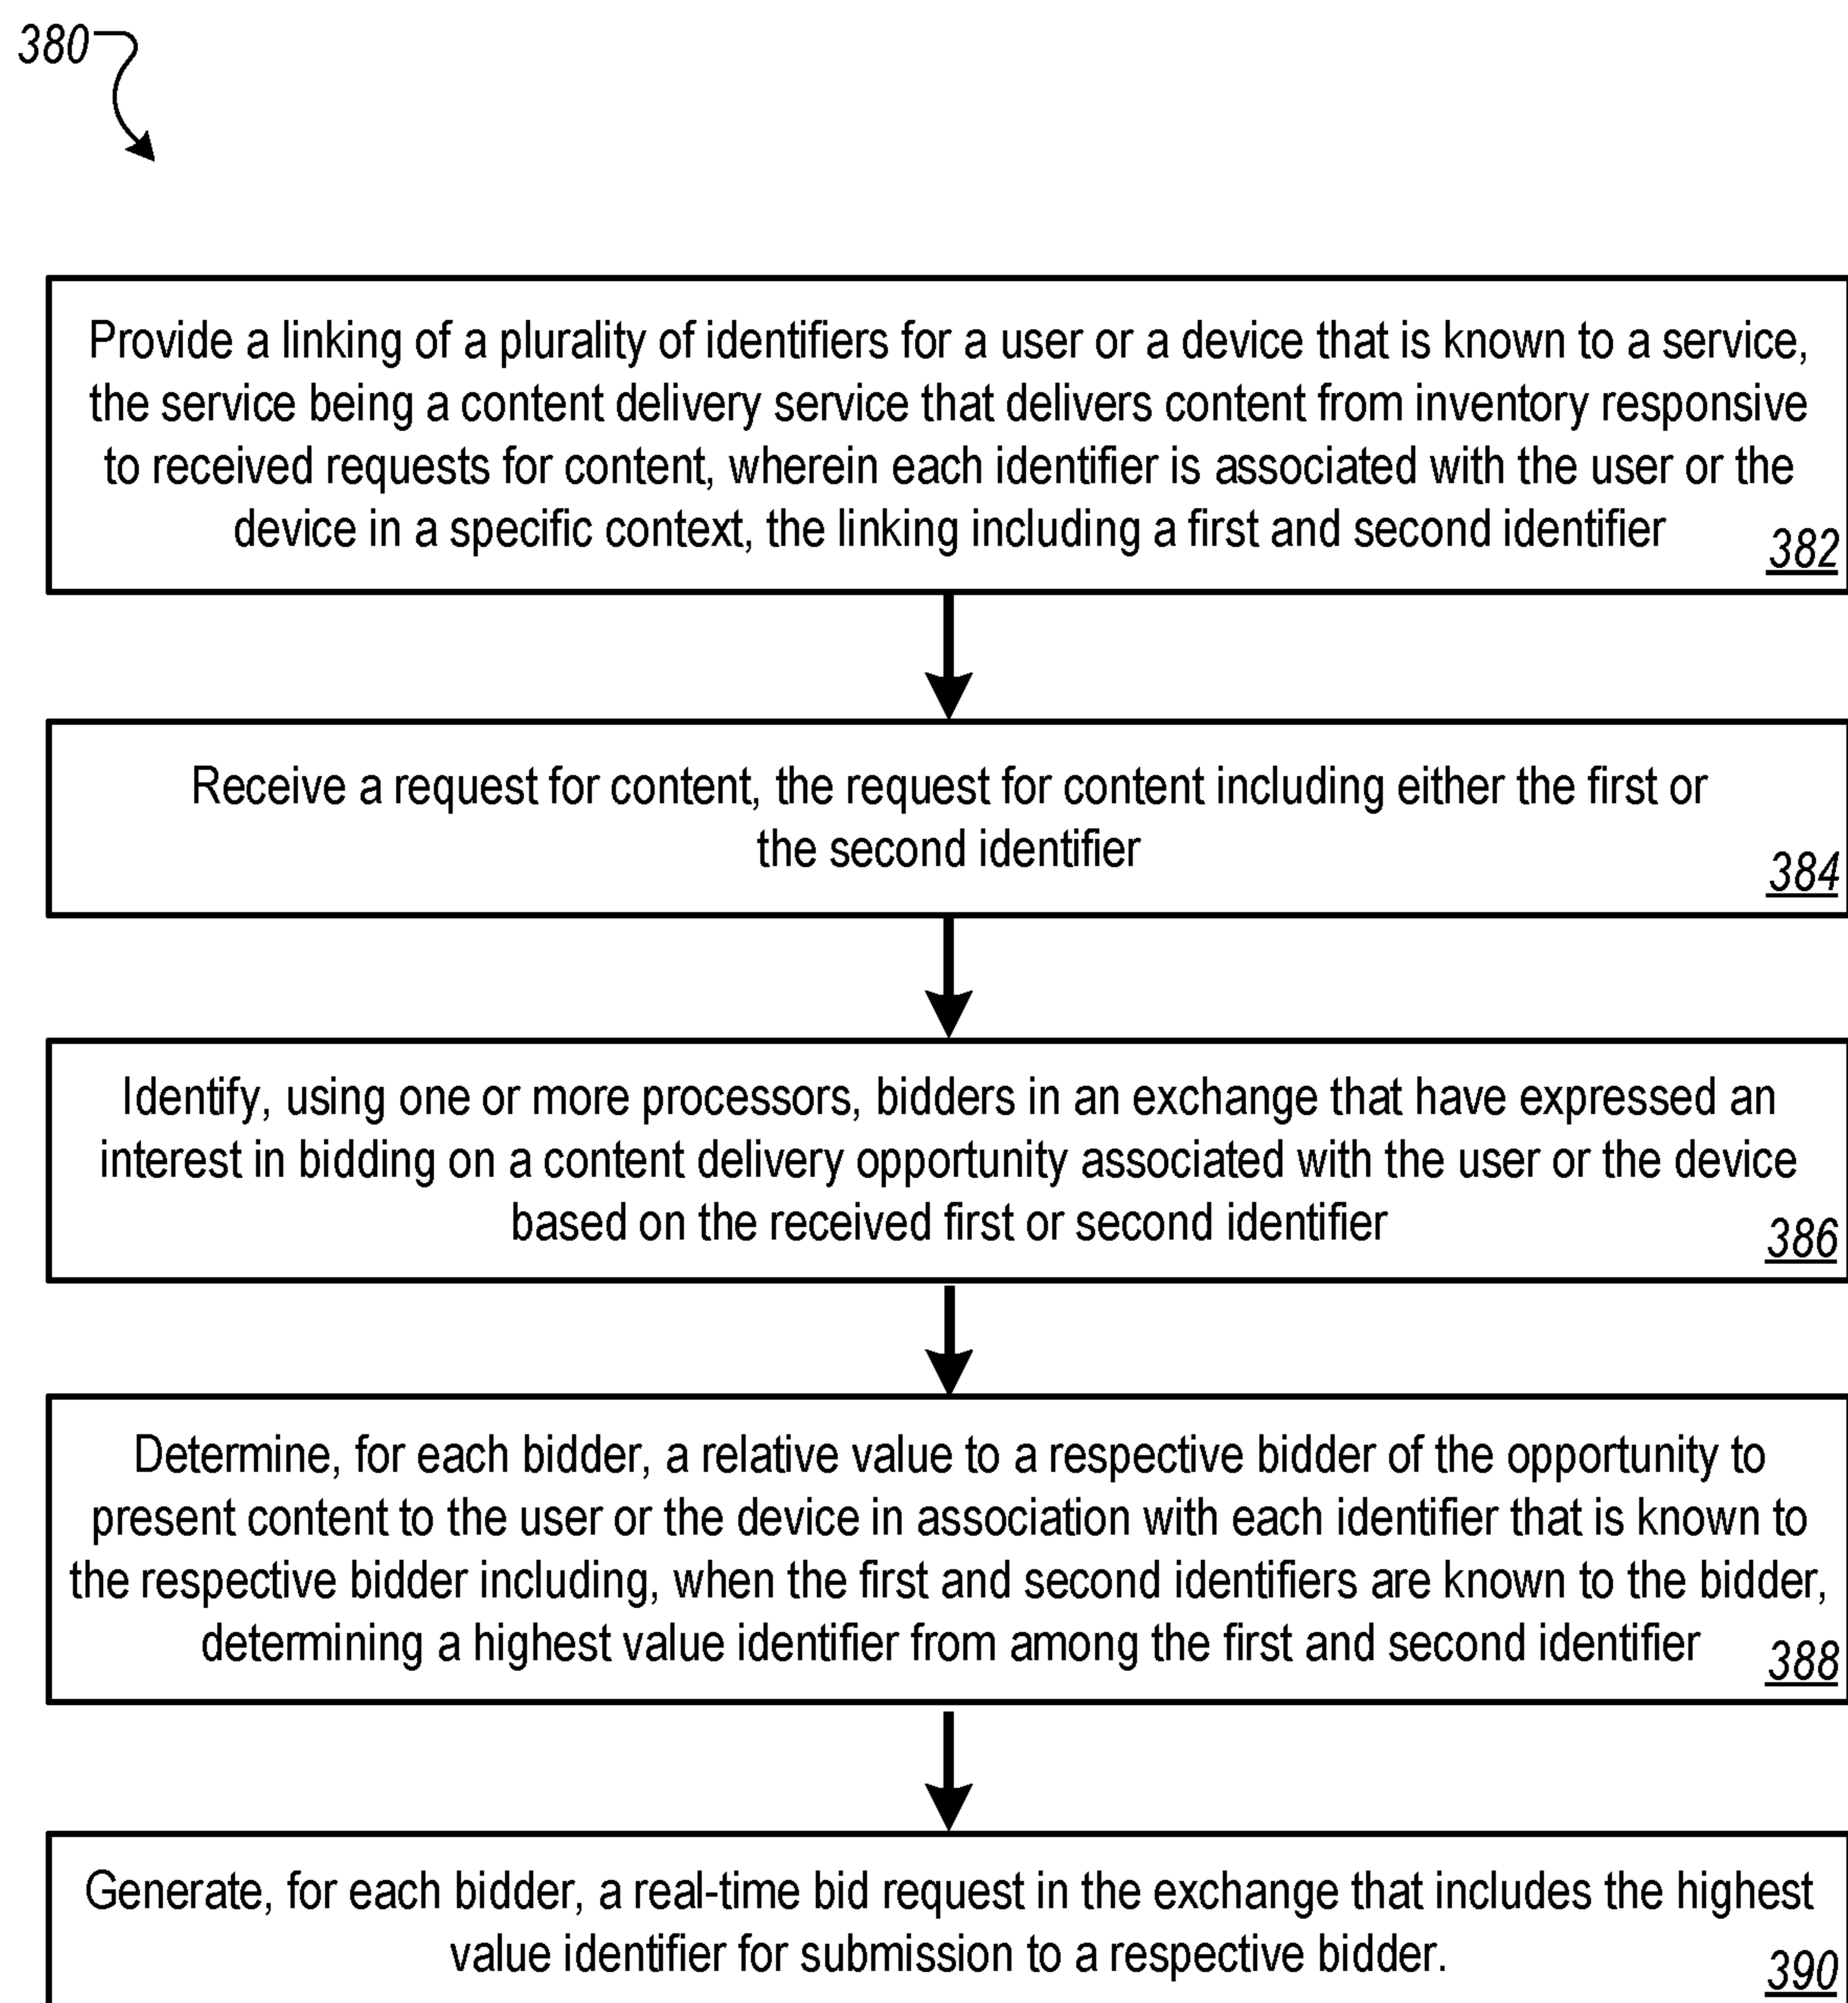 380
Provide a linking of a plurality of identifiers for a user or a device that is known to a service,
the service being a content delivery service that delivers content from inventory responsive
to received requests for content, wherein each identifier is associated with the user or the
device in a specific context, the linking including a first and second identifier
382
Receive a request for content, the request for content including either the first or
the second identifier
384
Identify, using one or more processors, bidders in an exchange that have expressed an
interest in bidding on a content delivery opportunity associated with the user or the device
based on the received first or second identifier
386
Determine, for each bidder, a relative value to a respective bidder of the opportunity to
present content to the user or the device in association with each identifier that is known to
the respective bidder including, when the first and second identifiers are known to the bidder,
determining a highest value identifier from among the first and second identifier
388
Generate, for each bidder, a real-time bid request in the exchange that includes the highest
value identifier for submission to a respective bidder.
390